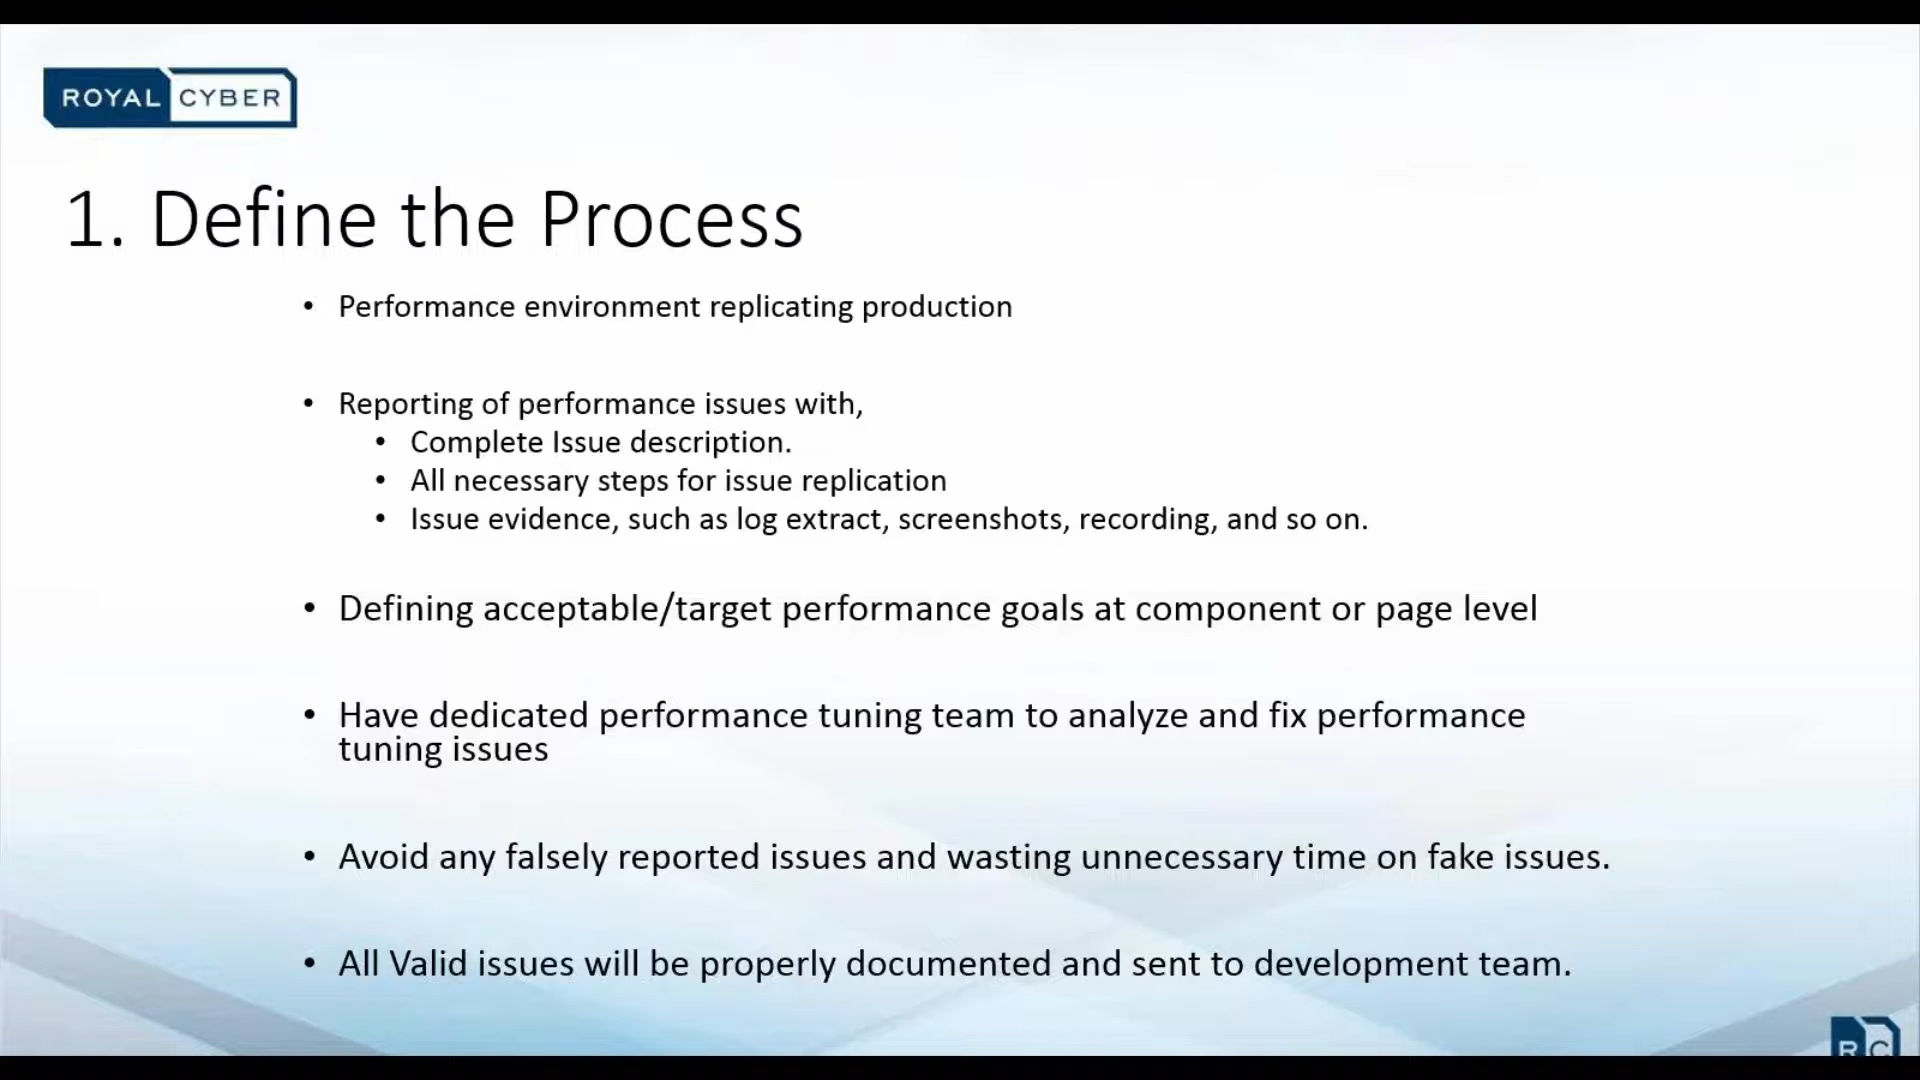 ROYAL CYBER
1. Define the Process
• Performance environment replicating production
• Reporting of performance issues with,
• Complete Issue description.
• All necessary steps for issue replication
• Issue evidence, such as log extract, screenshots, recording, and so on.
• Defining acceptable/target performance goals at component or page level
• Have dedicated performance tuning team to analyze and fix performance
tuning issues
• Avoid any falsely reported issues and wasting unnecessary time on fake issues.
• All Valid issues will be properly documented and sent to development team.
RC